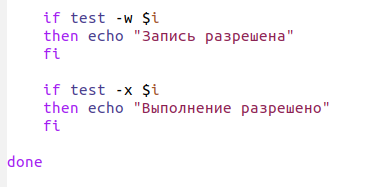 if test -w $i
then echo "Запись разрешена"
fi
if test -x $i
then echo "Выполнение разрешено"
fi
done